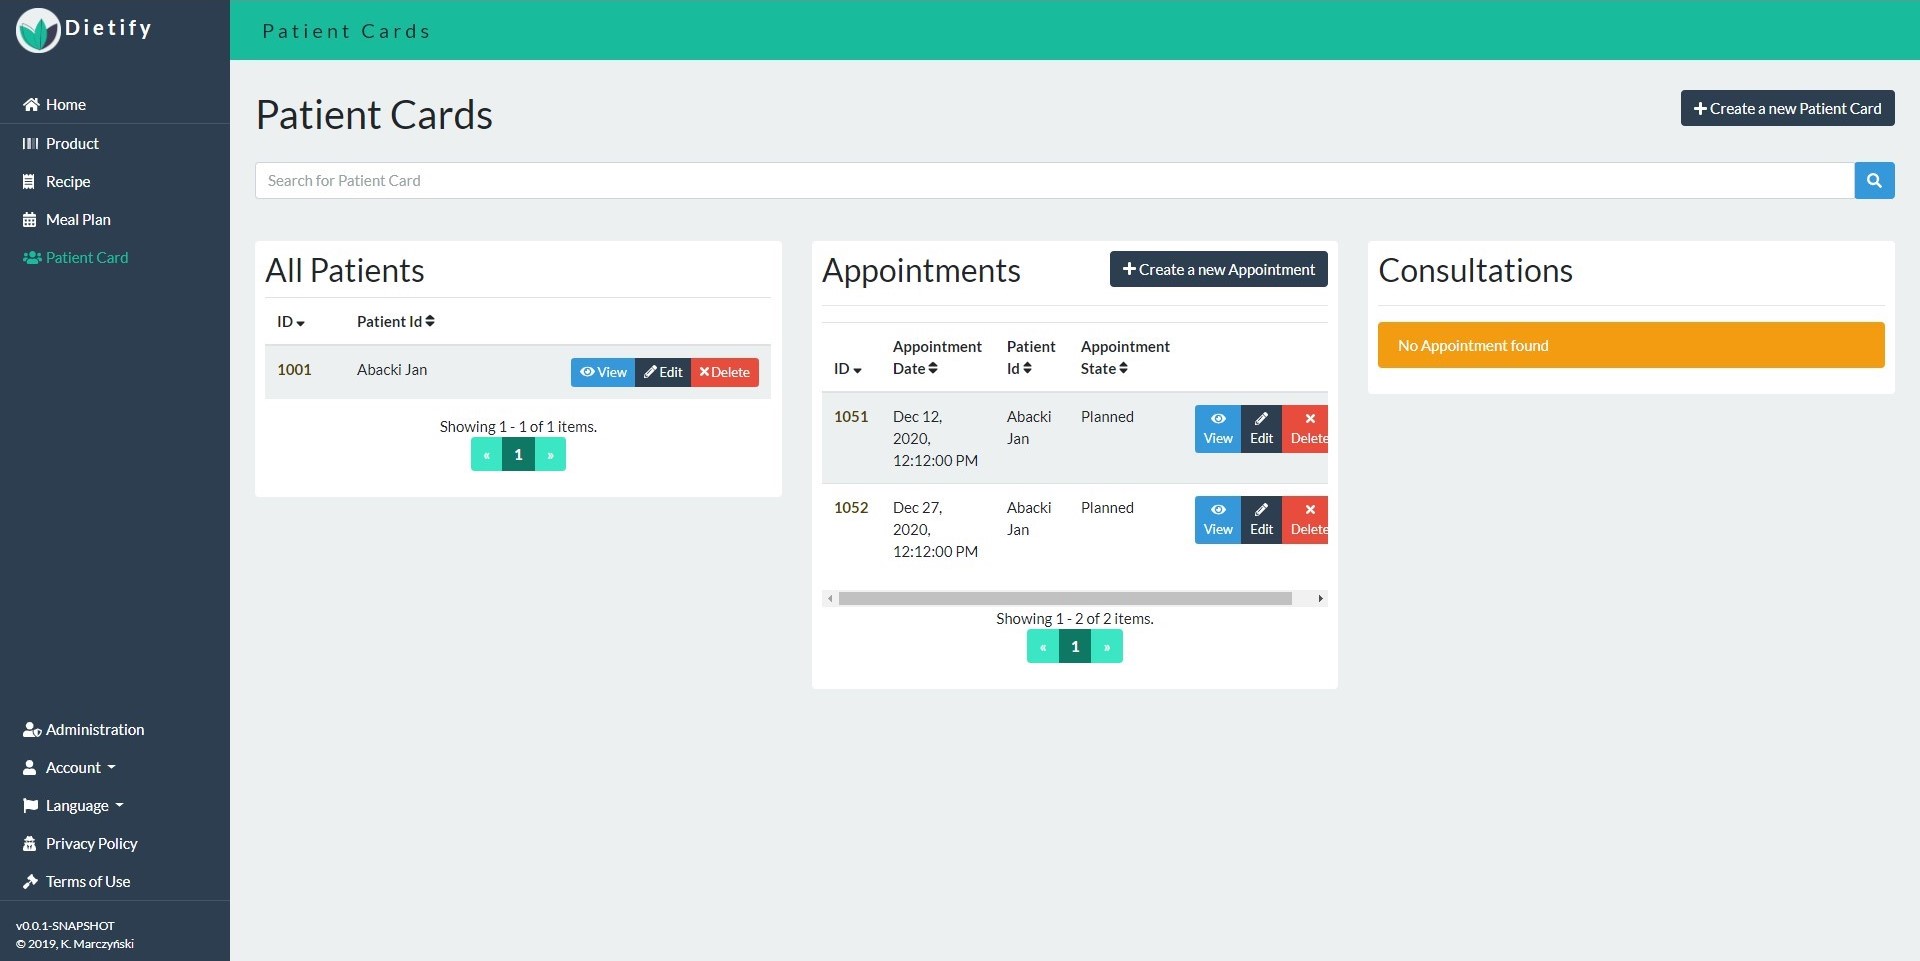 Dietify
Patient Cards
Home
Product
Recipe
Meal Plan
Patient Card
Administration
Account
Language
Privacy Policy
Terms of Use
v0.0.1-SNAPSHOT
© 2019, K. Marczyński
Patient Cards
Create a new Patient Card
Search for Patient Card
All Patients
ID Patient Id
1001 Abacki Jan View Edit Delete
Showing 1 - 1 of 1 items.
« 1 »
Appointments
Create a new Appointment
Appointment Patient Appointment
ID Date Id State
1051 Dec 12, Abacki Planned
2020, Jan View Edit Delete
12:12:00 PM
1052 Dec 27, Abacki Planned
2020, Jan View Edit Delete
12:12:00 PM
Showing 1 - 2 of 2 items.
« 1 »
Consultations
No Appointment found